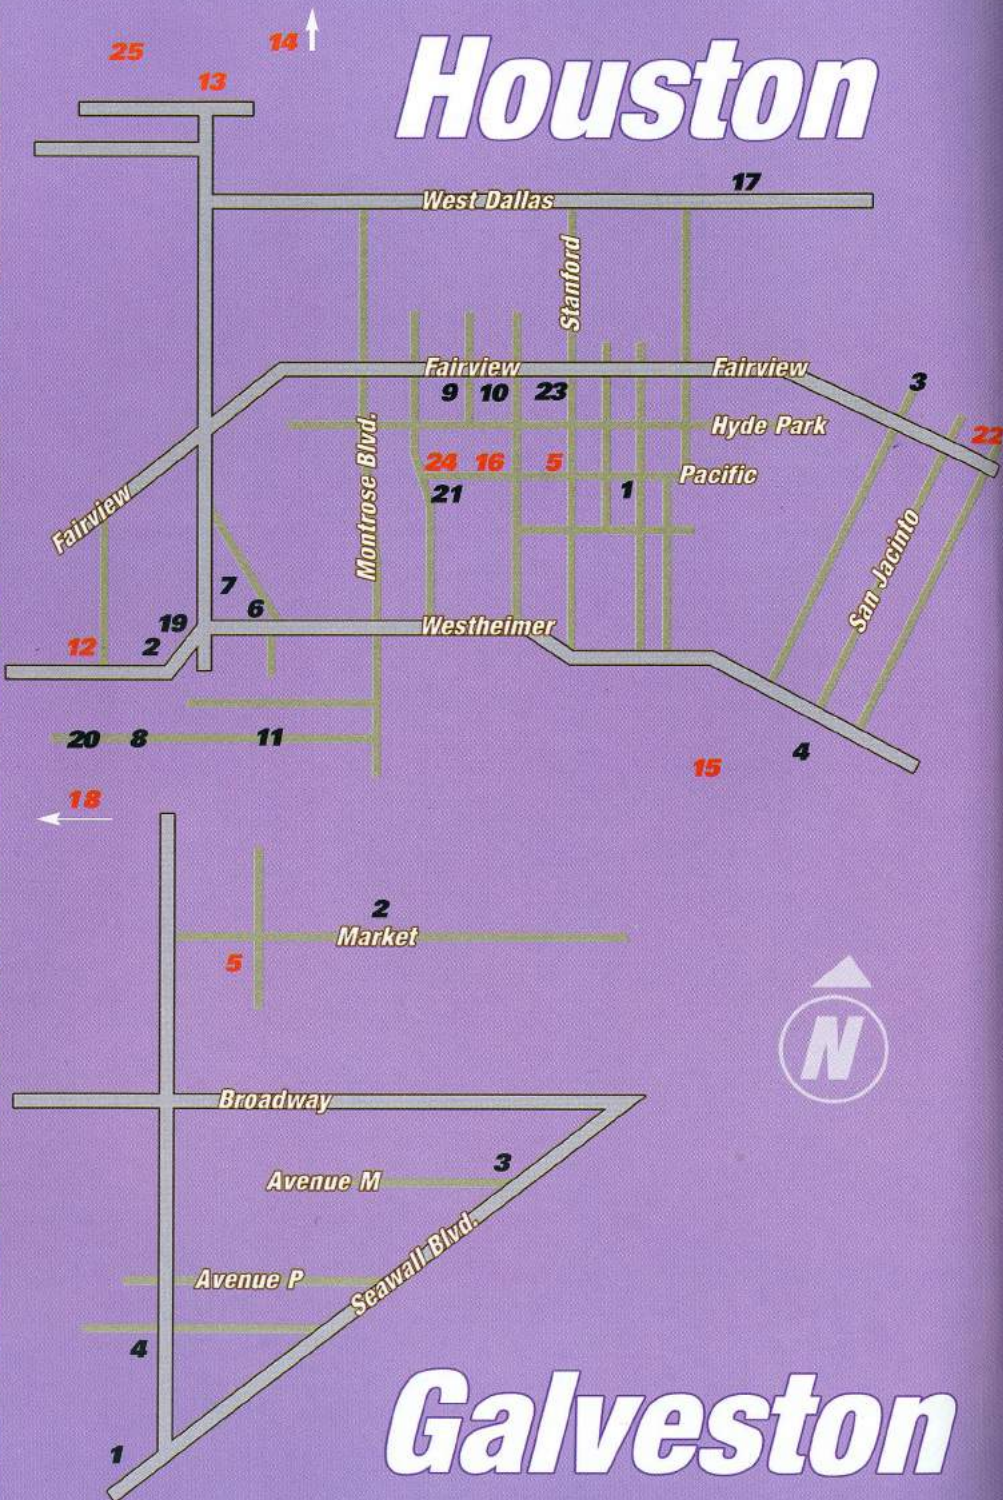 14
25
13
Houston
17
West Dallas
Stanford
Fairview
Fairview
3
9
10
23
Hyde Park
22
Montrose Blvd.
24
16
5
Pacific
21
1
Fairview
San Jacinto
7
6
19
Westheimer
12
2
20
8
11
4
15
18
2
Market
5
N
Broadway
3
Avenue M
Seawall Blvd.
Avenue P
4
Galveston
1